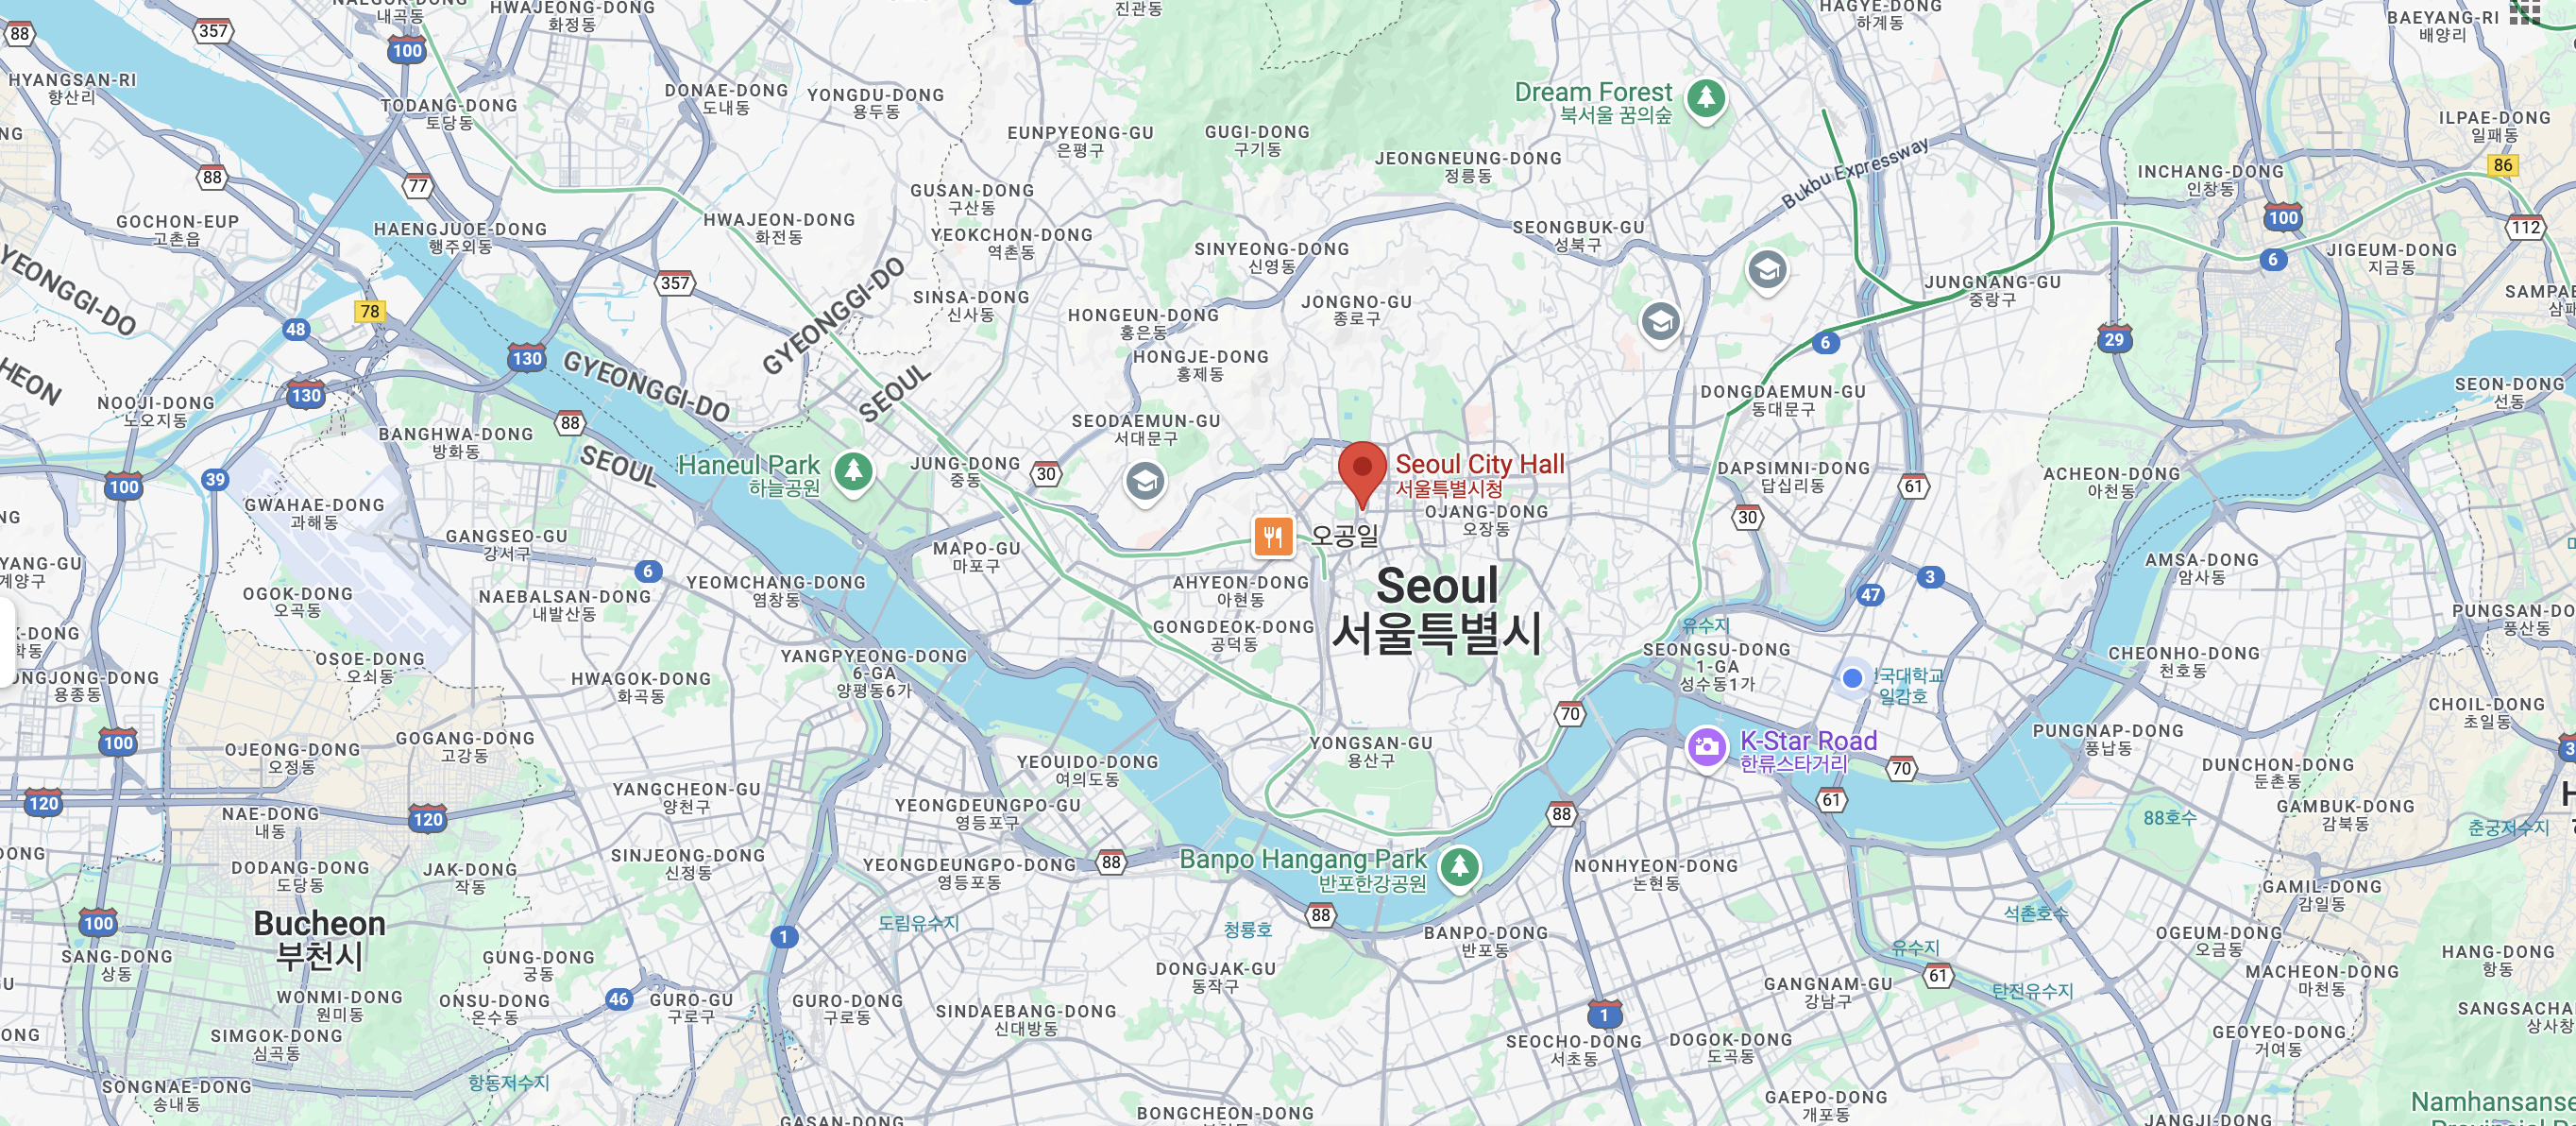 NAEGOK-DONG
내곡동
HWAJEONG-DONG
화정동
진관동
HAGYE-DONG
하계동
BAEYANG-RI
배양리
88
357
100
HYANGSAN-RI
향산리
TODANG-DONG
토당동
DONAE-DONG
도내동
YONGDU-DONG
용두동
Dream Forest
북서울 꿈의숲
EUNPYEONG-GU
은평구
GUGI-DONG
구기동
JEONGNEUNG-DONG
정릉동
ILPAE-DONG
일패동
Bukbu Expressway
INCHANG-DONG
인창동
86
88
77
GUSAN-DONG
구산동
GOCHON-EUP
고촌읍
HAENGJUOE-DONG
행주외동
HWAJEON-DONG
화전동
YEOKCHON-DONG
역촌동
SINYEONG-DONG
신영동
SEONGBUK-GU
성북구
100
112
6
JIGEUM-DONG
지금동
YEONGGI-DO
357
GYEONGGI-DO
SINSA-DONG
신사동
HONGEUN-DONG
홍은동
JONGNO-GU
종로구
JUNGNANG-GU
중랑구
78
48
130
GYEONGGI-DO
HONGJE-DONG
홍제동
6
29
HEON
130
SEOUL
NOOJI-DONG
노오지동
88
SEODAEMUN-GU
서대문구
DONGDAEMUN-GU
동대문구
SEON-DONG
선동
BANGHWA-DONG
방화동
SEOUL
Haneul Park
하늘공원
JUNG-DONG
중동
30
Seoul City Hall
서울특별시청
DAPSIMNI-DONG
답십리동
61
ACHEON-DONG
아천동
100
39
GWAHAE-DONG
과해동
OJANG-DONG
오장동
30
GANGSEO-GU
강서구
MAPO-GU
마포구
오공일
YANG-GU
계양구
6
YEOMCHANG-DONG
염창동
AHYEON-DONG
아현동
Seoul
서울특별시
3
47
AMSA-DONG
암사동
OGOK-DONG
오곡동
NAEBALSAN-DONG
내발산동
GONGDEOK-DONG
공덕동
유수지
OSOE-DONG
오쇠동
HWAGOK-DONG
화곡동
YANGPYEONG-DONG
6-GA
양평동6가
SEONGSU-DONG
1-GA
성수동1가
국대학교
일감호
CHEONHO-DONG
천호동
용종동
70
CHOIL-DONG
초일동
100
OJEONG-DONG
오정동
GOGANG-DONG
고강동
YEOUIDO-DONG
여의도동
YONGSAN-GU
용산구
K-Star Road
한류스타거리
70
PUNGNAP-DONG
풍납동
DUNCHON-DONG
둔촌동
120
NAE-DONG
내동
120
YANGCHEON-GU
양천구
YEONGDEUNGPO-GU
영등포구
88
61
88호수
GAMBUK-DONG
감북동
춘궁저수지
DODANG-DONG
도당동
JAK-DONG
작동
SINJEONG-DONG
신정동
YEONGDEUNGPO-DONG
영등포동
88
Banpo Hangang Park
반포한강공원
NONHYEON-DONG
논현동
GAMIL-DONG
감일동
100
Bucheon
부천시
1
도림유수지
청룡호
88
BANPO-DONG
반포동
유수지
석촌호수
OGEUM-DONG
오금동
SANG-DONG
상동
GUNG-DONG
궁동
DONGJAK-GU
동작구
GANGNAM-GU
강남구
61
탄천유수지
MACHEON-DONG
마천동
HANG-DONG
항동
WONMI-DONG
원미동
ONSU-DONG
온수동
46
GURO-GU
구로구
GURO-DONG
구로동
SINDAEBANG-DONG
신대방동
1
SIMGOK-DONG
심곡동
SEOCHO-DONG
서초동
DOGOK-DONG
도곡동
GEOYEO-DONG
거여동
SONGNAE-DONG
송내동
항동저수지
BONGCHEON-DONG
GASAN-DONG
GAEPO-DONG
개포동
JANGJI-DONG
Namhansanse